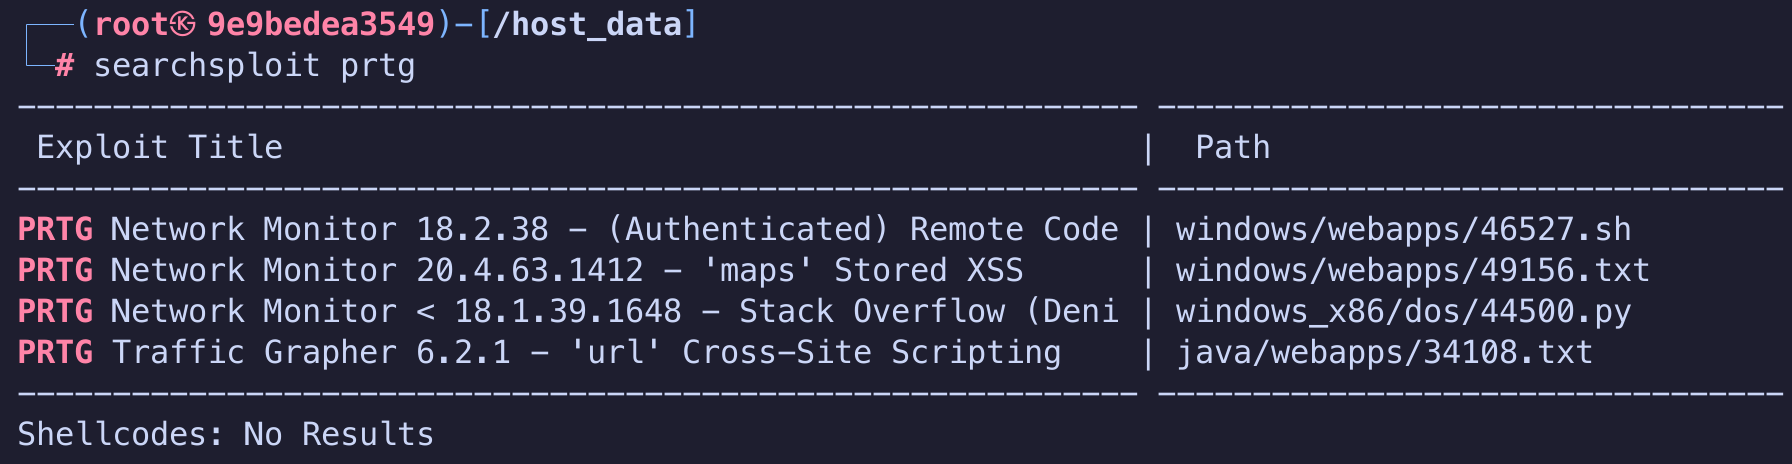 (root㉿ 9e9bedea3549)-[/host_data]
# searchsploit prtg
Exploit Title | Path
PRTG Network Monitor 18.2.38 - (Authenticated) Remote Code | windows/webapps/46527.sh
PRTG Network Monitor 20.4.63.1412 - 'maps' Stored XSS | windows/webapps/49156.txt
PRTG Network Monitor < 18.1.39.1648 - Stack Overflow (Deni | windows_x86/dos/44500.py
PRTG Traffic Grapher 6.2.1 - 'url' Cross-Site Scripting | java/webapps/34108.txt
Shellcodes: No Results